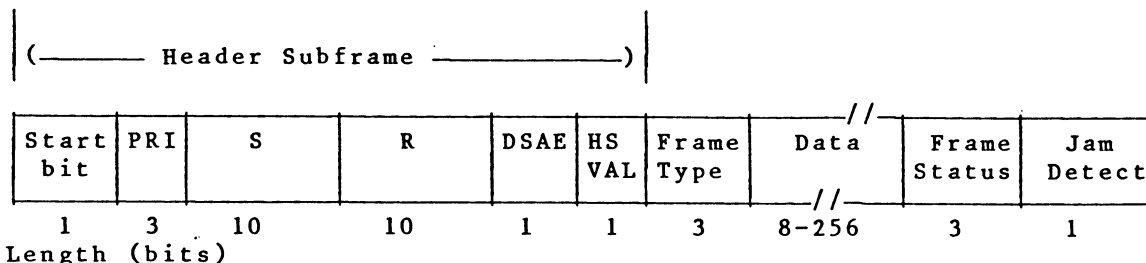 ( Header Subframe )
Start bit PRI S R DSAE HS VAL Frame Type Data // Frame Status Jam Detect
//
1 3 10 10 1 1 3 8-256 3 1
Length (bits)